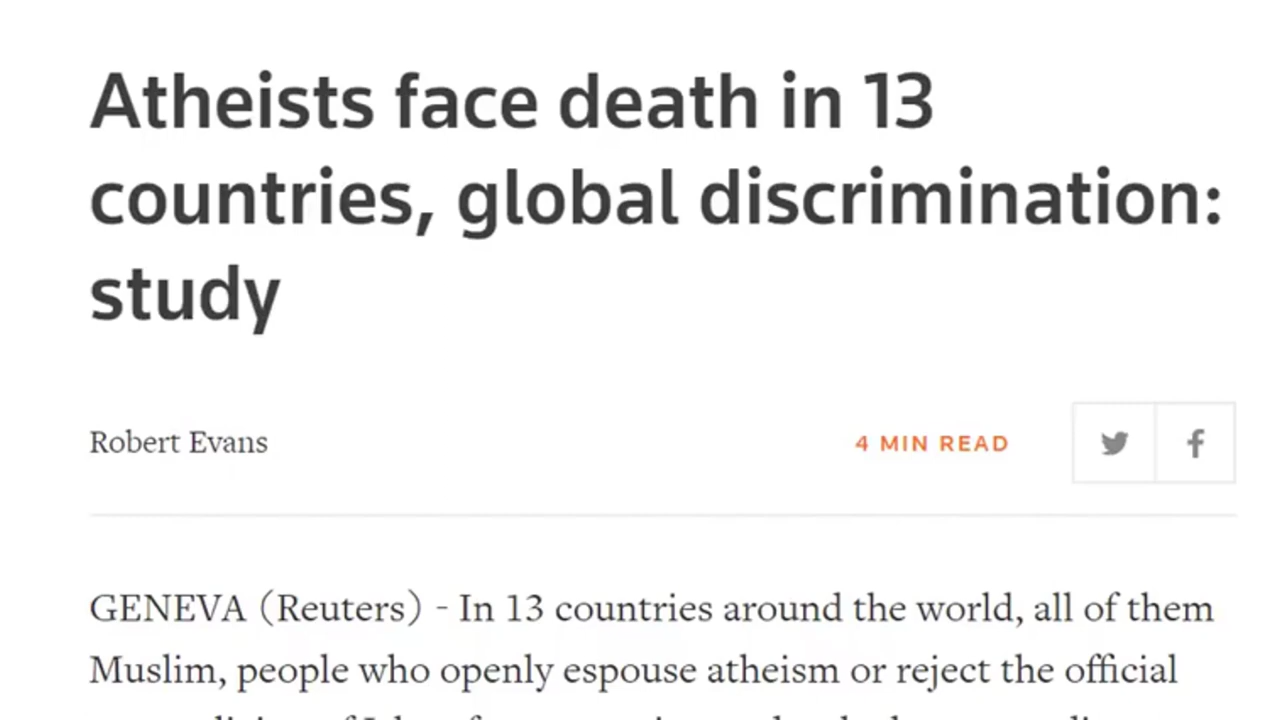 Atheists face death in 13
countries, global discrimination:
study
Robert Evans
4 MIN READ
GENEVA (Reuters) - In 13 countries around the world, all of them
Muslim, people who openly espouse atheism or reject the official